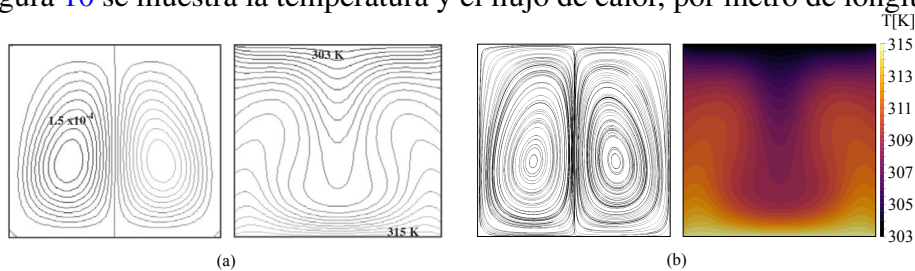 gura 10 se muestra la temperatura y el flujo de calor, por metro de longit
T[K]
303 K
1.5 x10⁻⁴
315 K
315
313
311
309
307
305
303
(a)
(b)